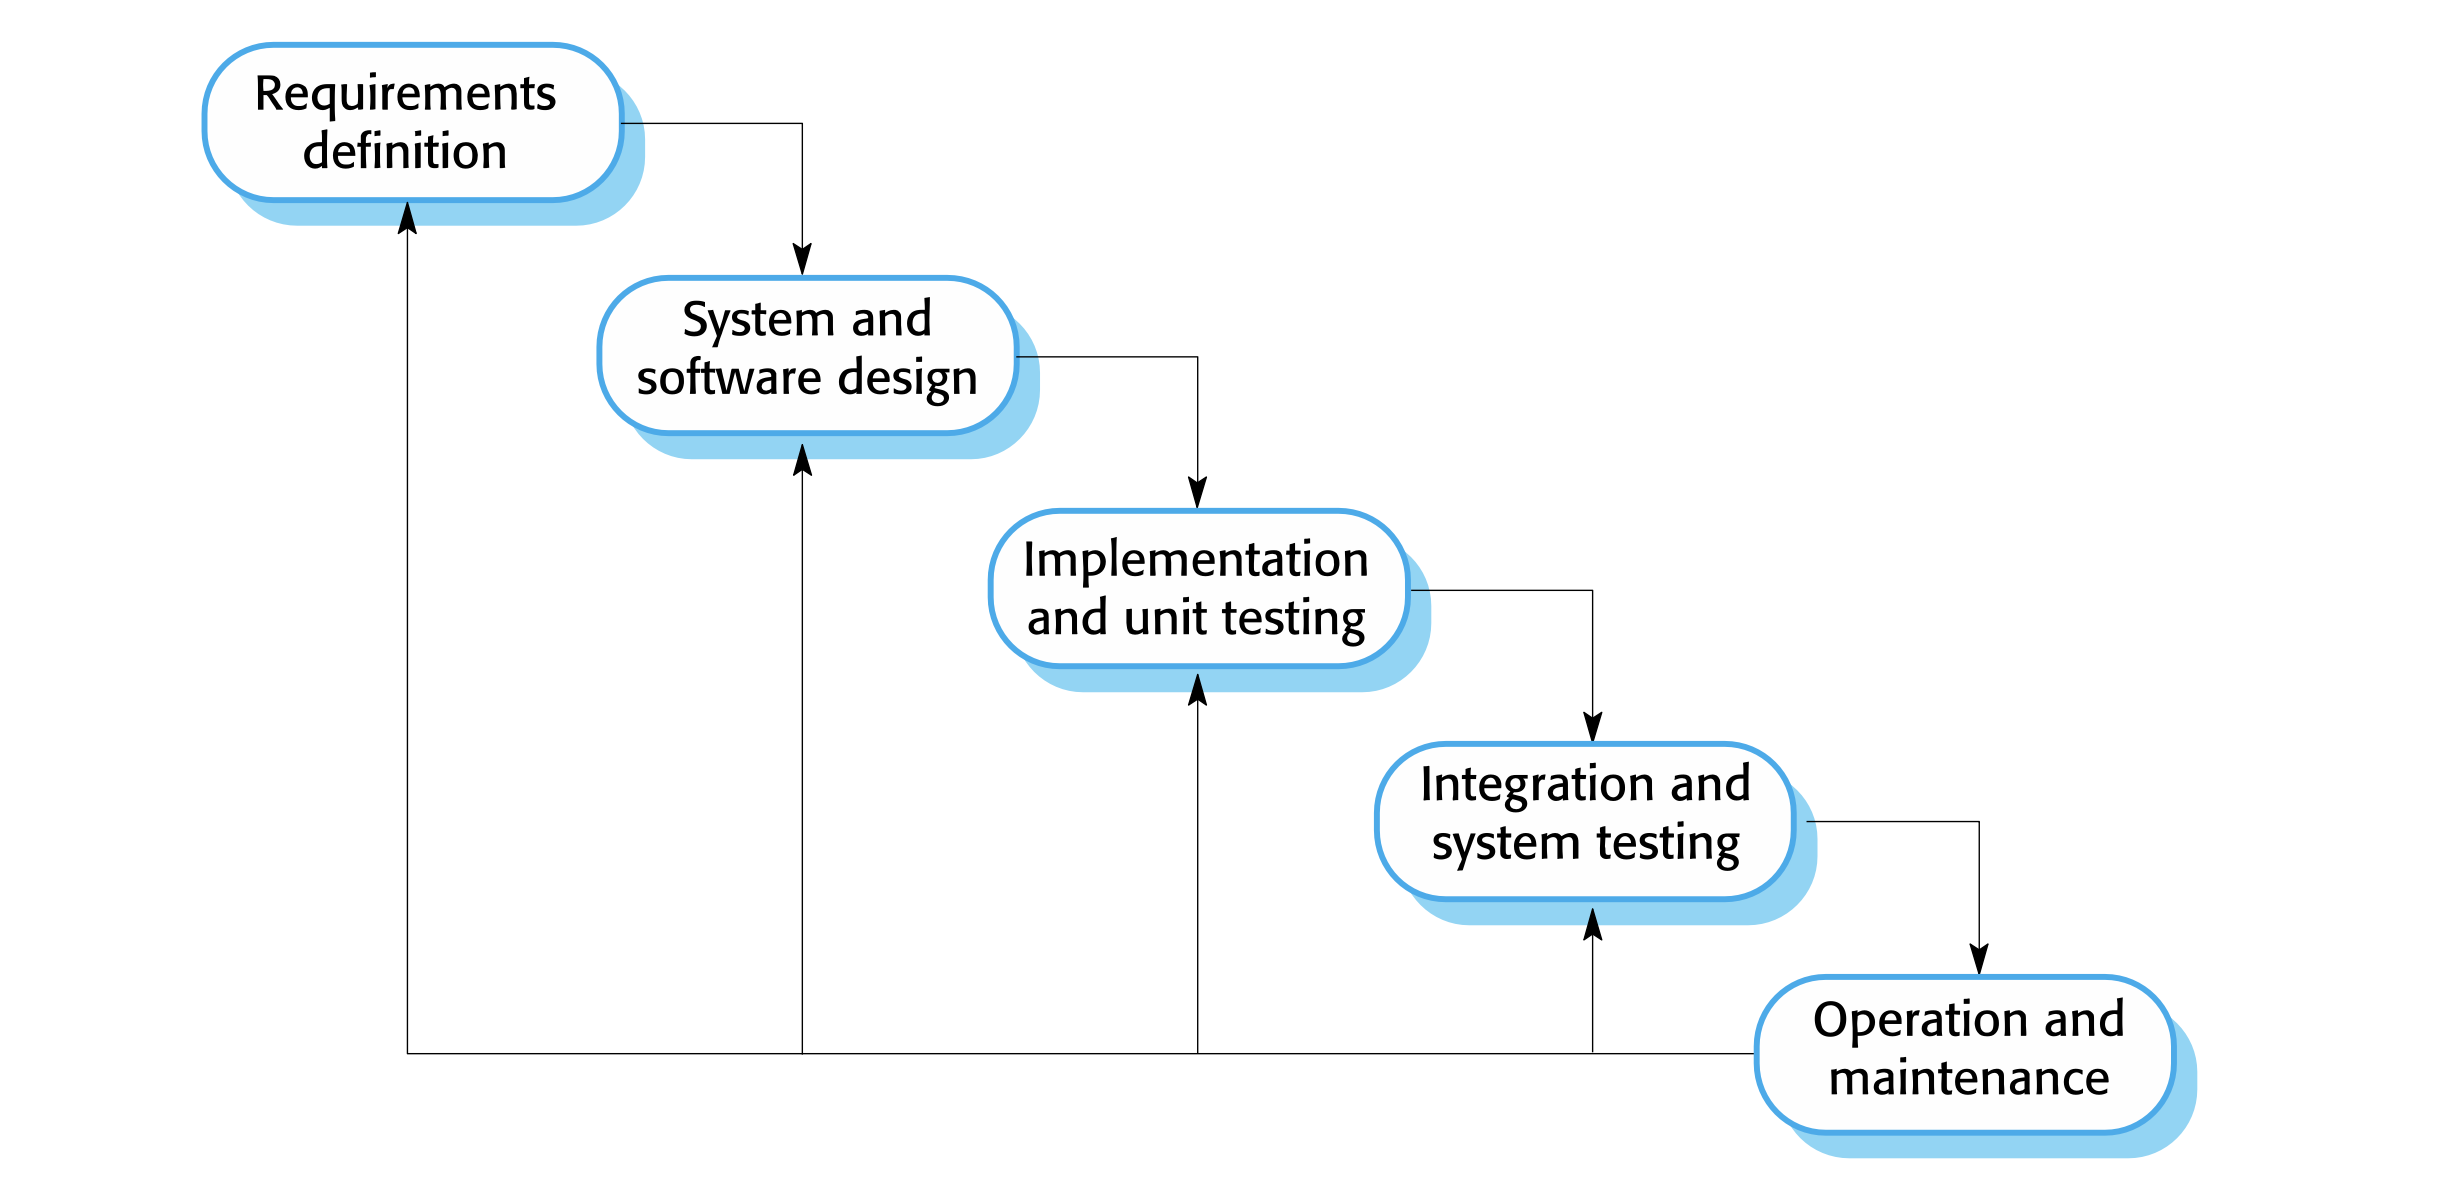 Requirements
definition
System and
software design
Implementation
and unit testing
Integration and
system testing
Operation and
maintenance